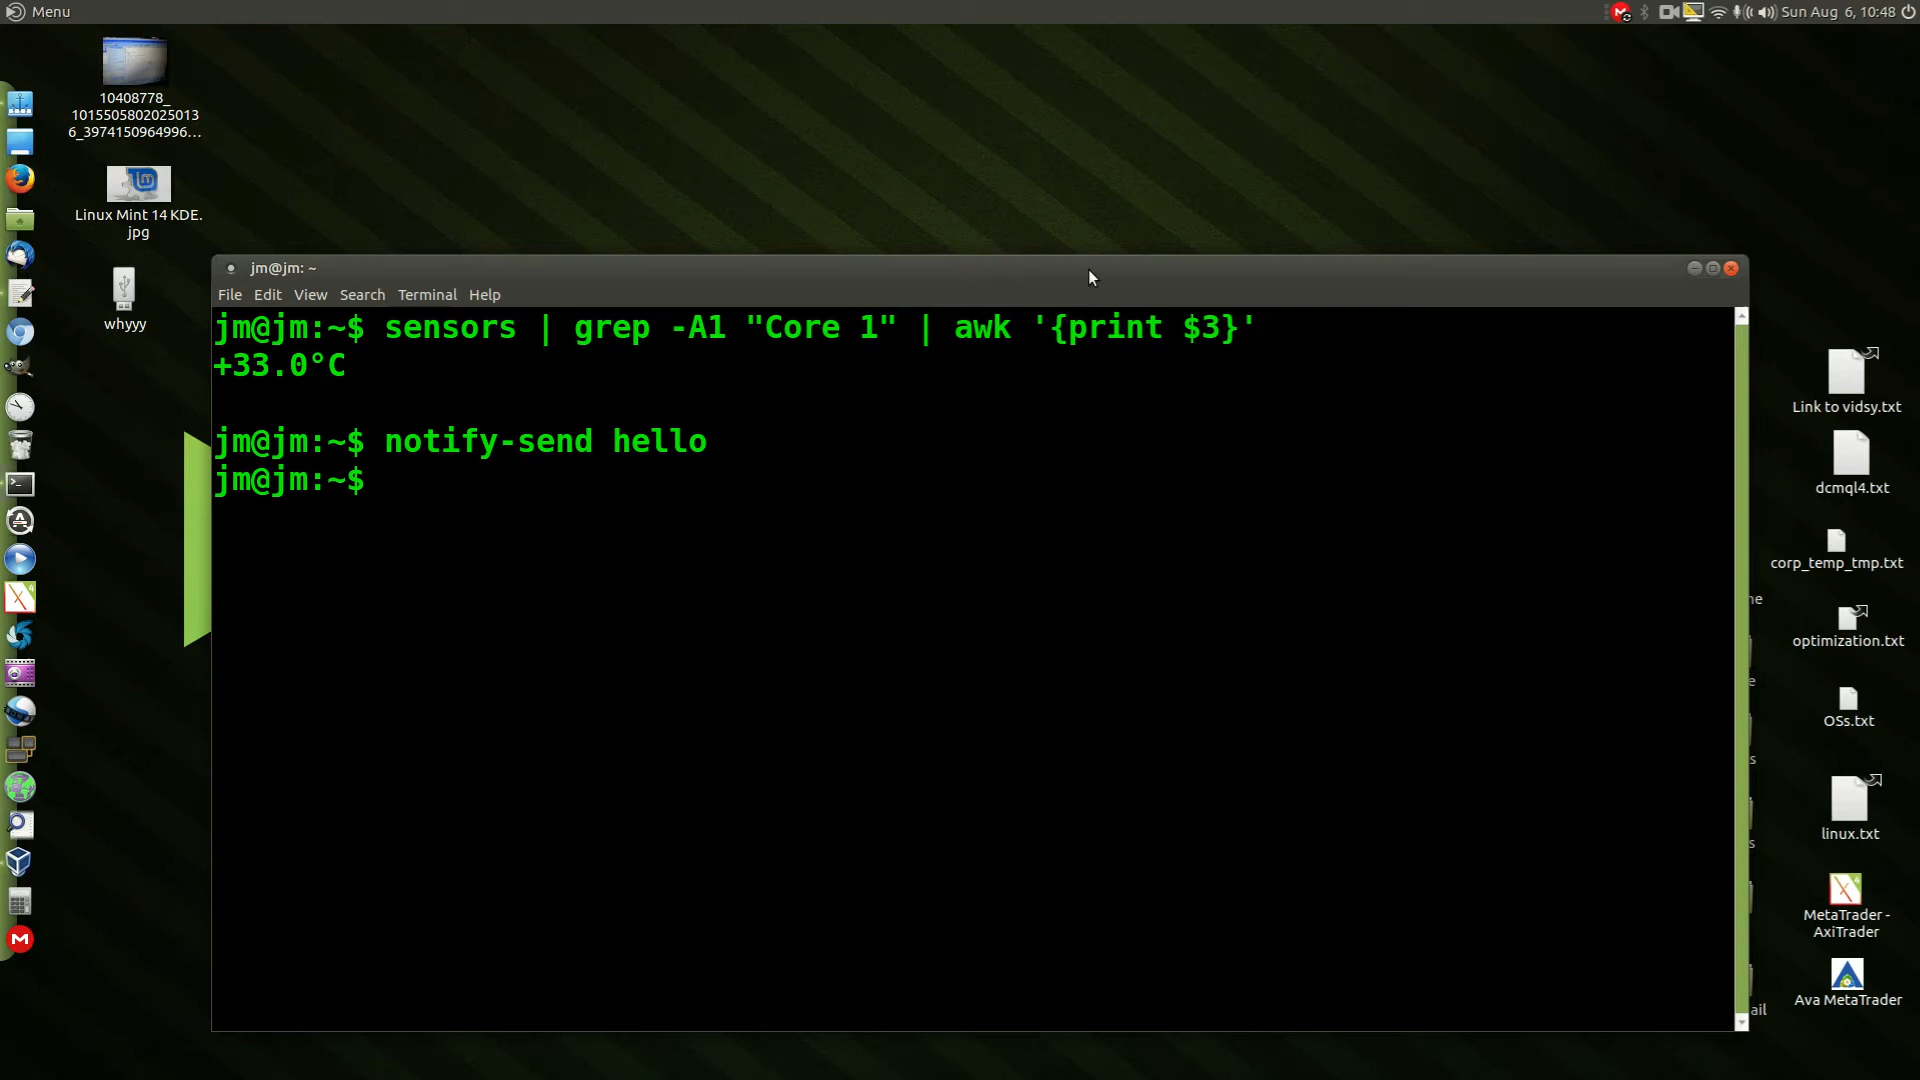 Menu
Sun Aug 6, 10:48
10408778_
1015505802025013
6_3974150964996...
Linux Mint 14 KDE.
jpg
whyyy
jm@jm: ~
File Edit View Search Terminal Help
jm@jm:~$ sensors | grep -A1 "Core 1" | awk '{print $3}'
+33.0°C
jm@jm:~$ notify-send hello
jm@jm:~$
Link to vidsy.txt
dcmql4.txt
corp_temp_tmp.txt
optimization.txt
OSs.txt
linux.txt
MetaTrader -
AxiTrader
Ava MetaTrader